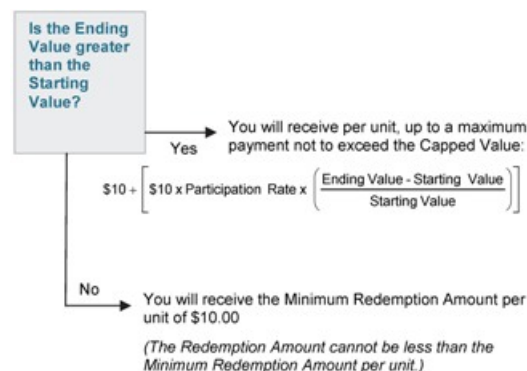 Is the Ending
Value greater
than the
Starting
Value?
Yes
You will receive per unit, up to a maximum
payment not to exceed the Capped Value:
$10 + [ $10 x Participation Rate x ( Ending Value - Starting Value
Starting Value ) ]
No
You will receive the Minimum Redemption Amount per
unit of $10.00
(The Redemption Amount cannot be less than the
Minimum Redemption Amount per unit.)